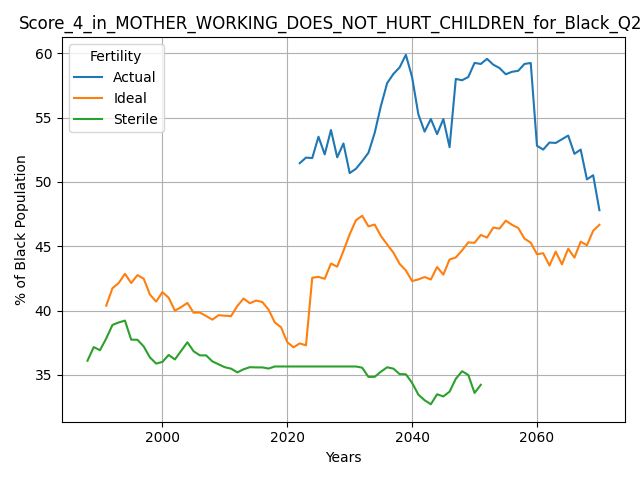 Score_4_in_MOTHER_WORKING_DOES_NOT_HURT_CHILDREN_for_Black_Q2
Fertility
Actual
Ideal
Sterile
60
55
50
45
40
35
% of Black Population
2000
2020
2040
2060
Years